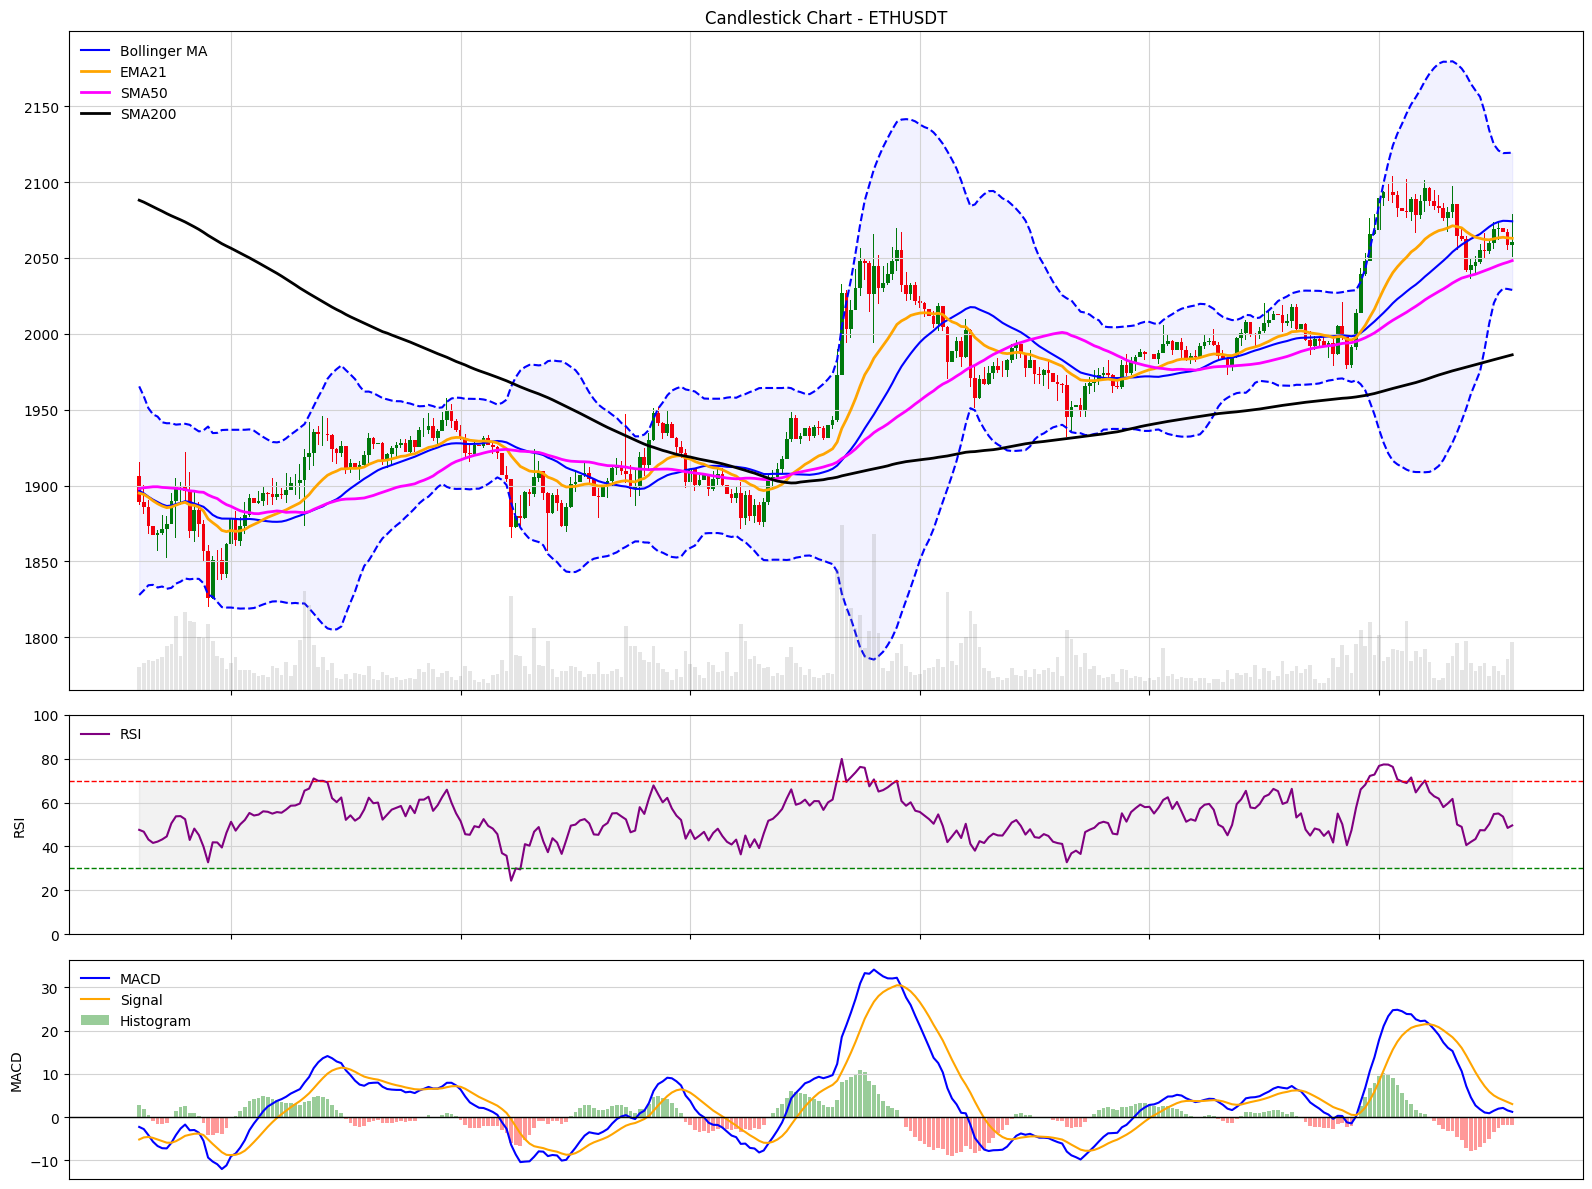 Candlestick Chart - ETHUSDT
Bollinger MA
EMA21
SMA50
SMA200
2150
2100
2050
2000
1950
1900
1850
1800
100
80
60
40
20
0
RSI
RSI
30
20
10
0
−10
MACD
MACD
Signal
Histogram